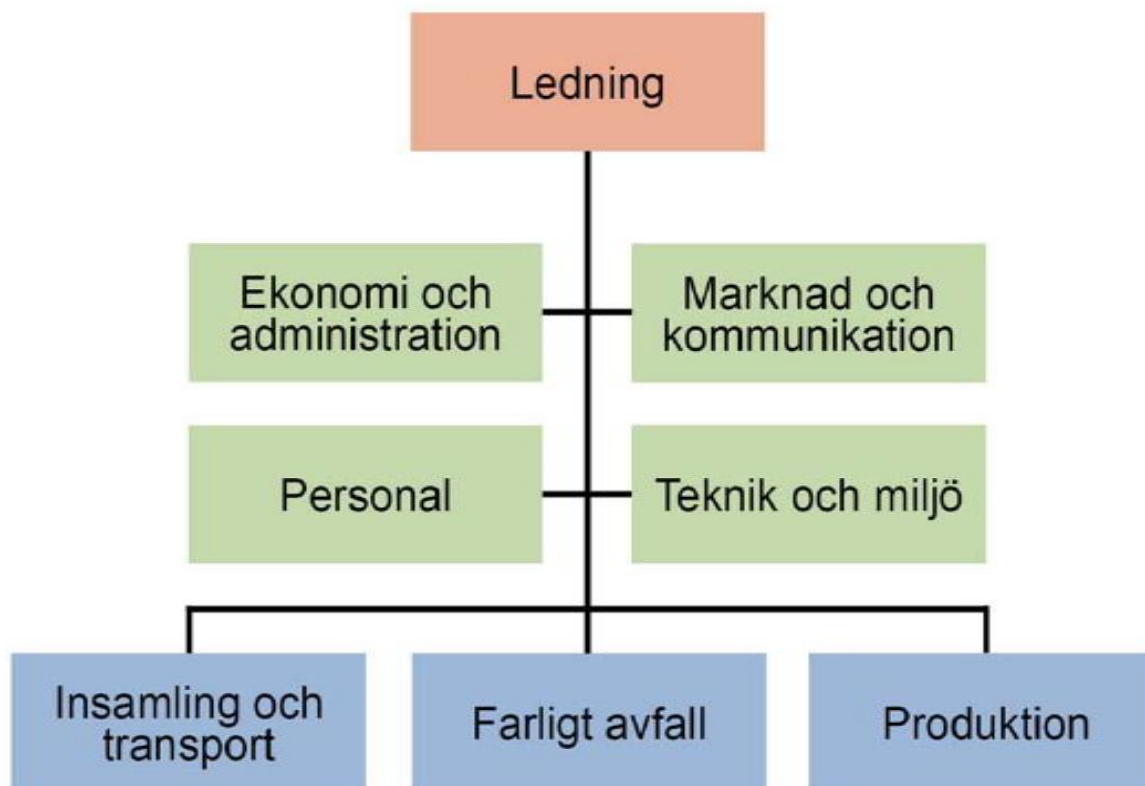 Ledning
Ekonomi och
administration
Marknad och
kommunikation
Personal
Teknik och miljö
Insamling och
transport
Farligt avfall
Produktion